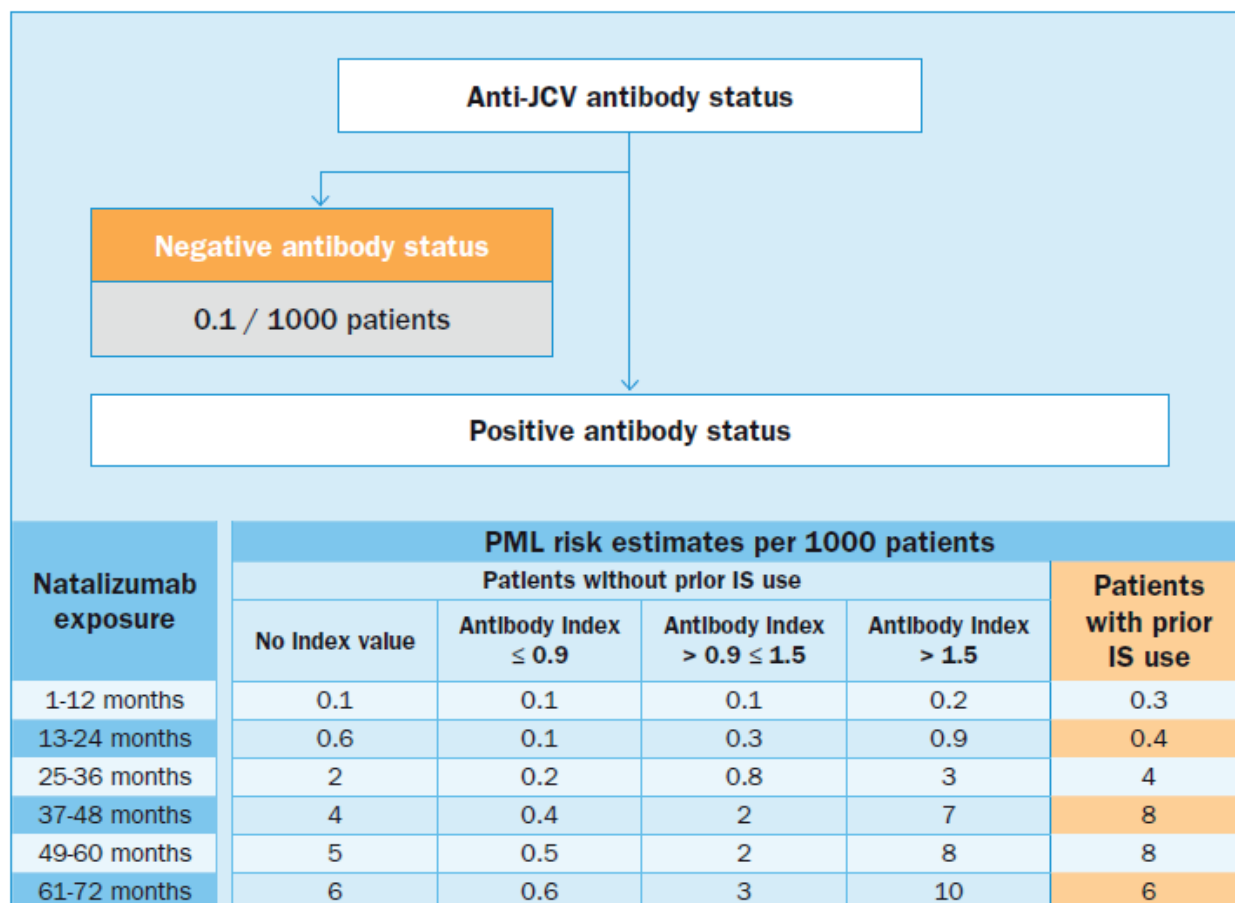 Anti-JCV antibody status
Negative antibody status
0.1 / 1000 patients
Positive antibody status
Natalizumab
exposure
PML risk estimates per 1000 patients
Patients without prior IS use
Patients
with prior
IS use
No Index value
Antibody Index
≤ 0.9
Antibody Index
> 0.9 ≤ 1.5
Antibody Index
> 1.5
1-12 months 0.1 0.1 0.1 0.2 0.3
13-24 months 0.6 0.1 0.3 0.9 0.4
25-36 months 2 0.2 0.8 3 4
37-48 months 4 0.4 2 7 8
49-60 months 5 0.5 2 8 8
61-72 months 6 0.6 3 10 6